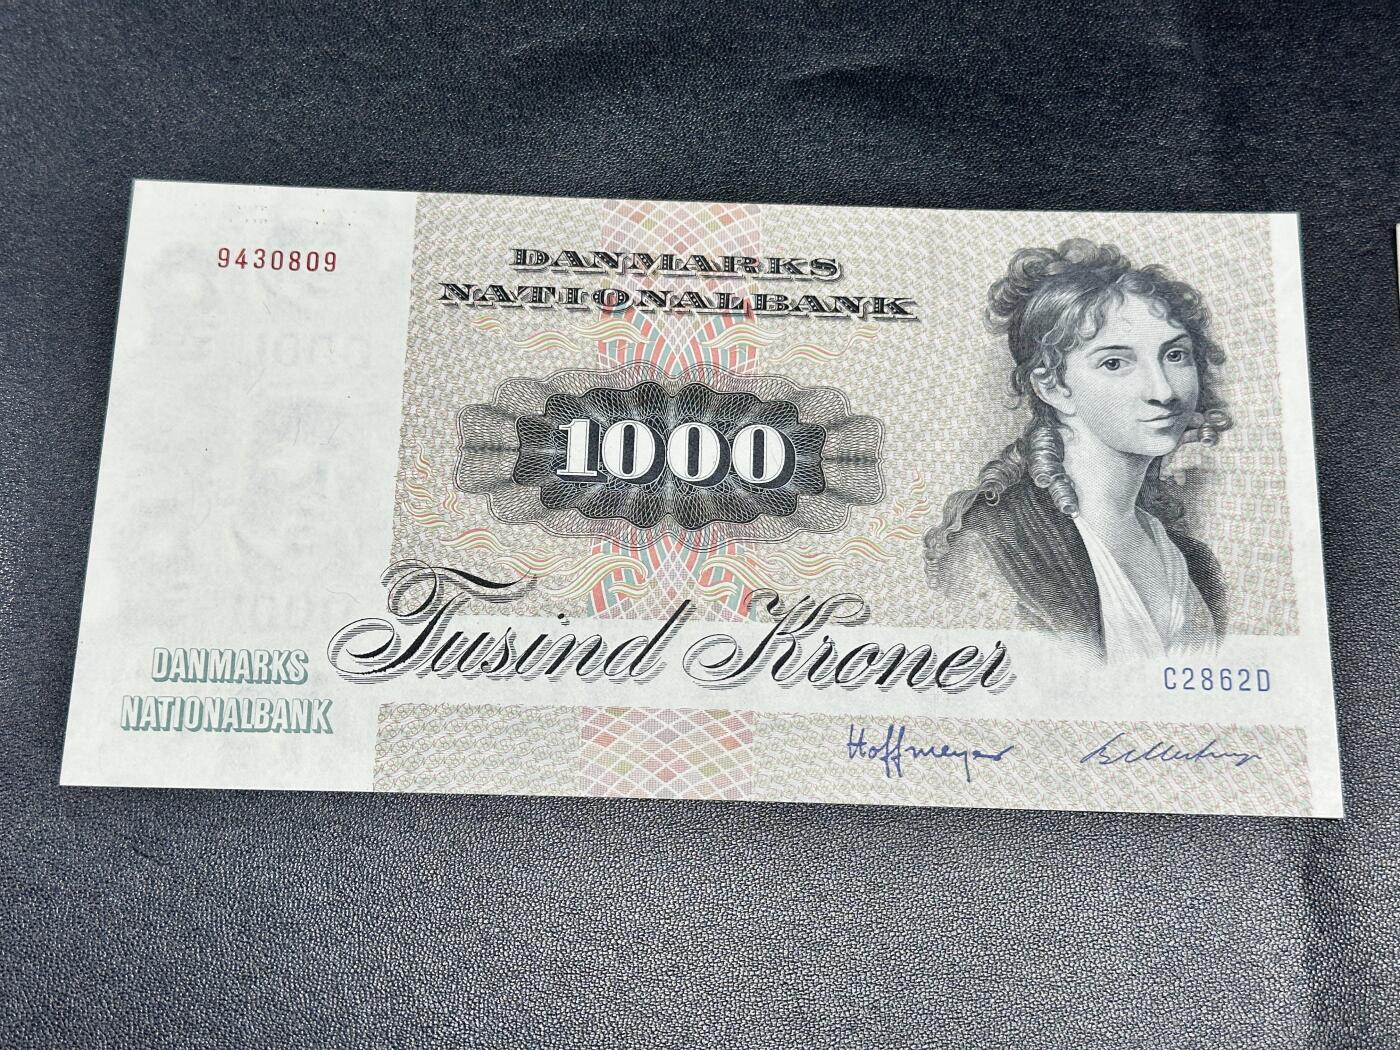 9430809
DANMARKS
NATIONALBANK
1000
Tusind Kroner
DANMARKS
NATIONALBANK
C2862D
Hoffmeyer